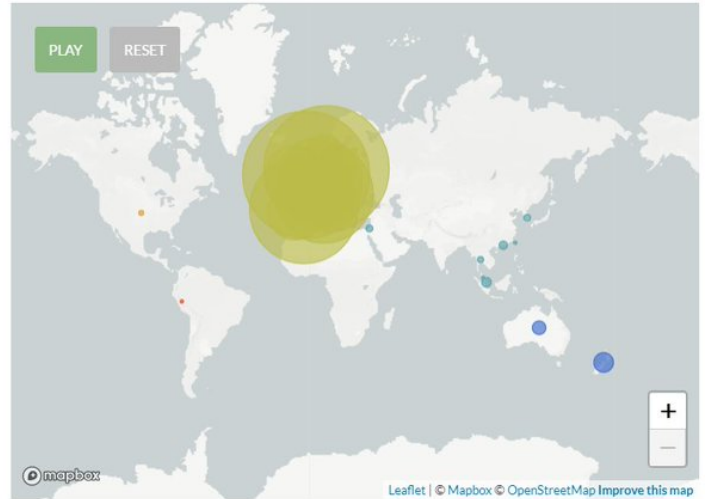 PLAY RESET
+
−
mapbox
Leaflet | © Mapbox © OpenStreetMap Improve this map